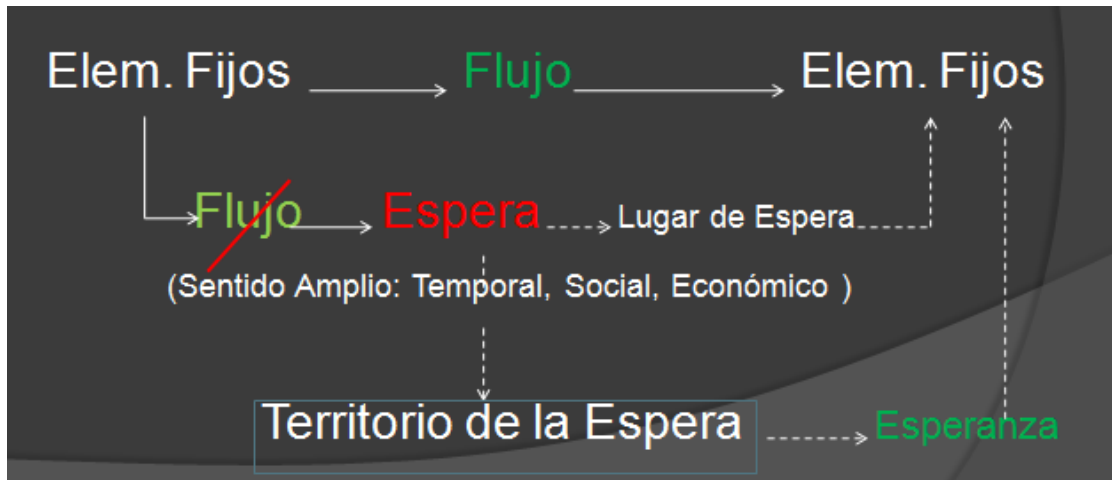 Elem. Fijos Flujo Elem. Fijos
Flujo Espera Lugar de Espera
(Sentido Amplio: Temporal, Social, Económico )
Territorio de la Espera Esperanza